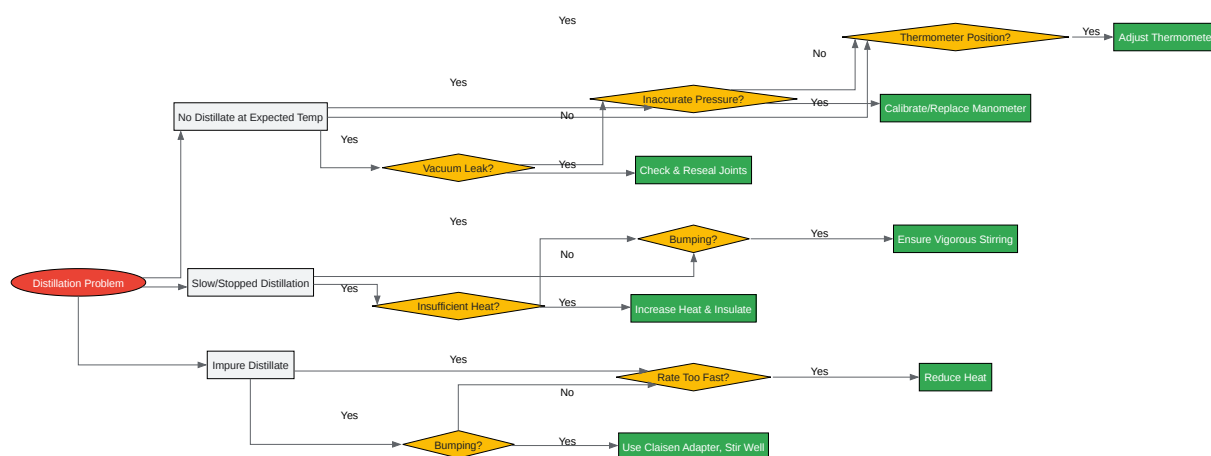 Yes
Thermometer Position?
Yes
Adjust Thermometer
No
Yes
Inaccurate Pressure?
Yes
Calibrate/Replace Manometer
No Distillate at Expected Temp
No
Yes
Vacuum Leak?
Yes
Check & Reseal Joints
Yes
Bumping?
Yes
Ensure Vigorous Stirring
No
Distillation Problem
Slow/Stopped Distillation
Yes
Insufficient Heat?
Yes
Increase Heat & Insulate
Yes
Impure Distillate
Rate Too Fast?
Yes
Reduce Heat
No
Yes
Bumping?
Yes
Use Claisen Adapter, Stir Well